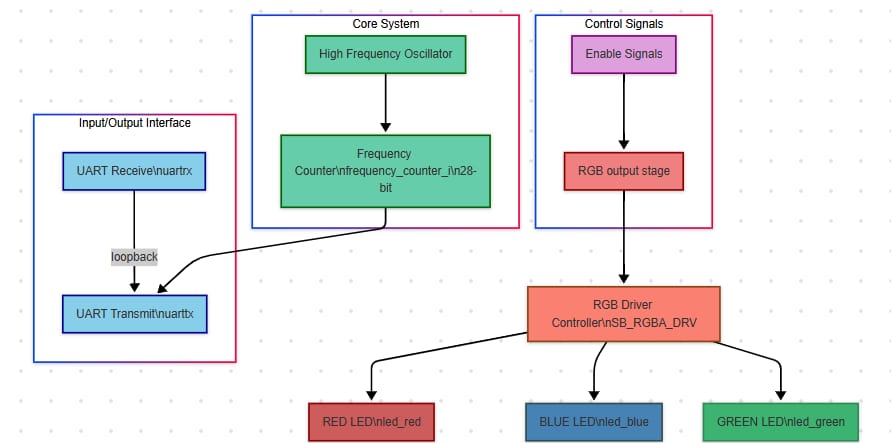 Core System
High Frequency Oscillator
Frequency
Counter\nfrequency_counter_i\n28-
bit
Control Signals
Enable Signals
RGB output stage
Input/Output Interface
UART Receive\nuartrx
loopback
UART Transmit\nuarttx
RGB Driver
Controller\nSB_RGBA_DRV
RED LED\nled_red
BLUE LED\nled_blue
GREEN LED\nled_green